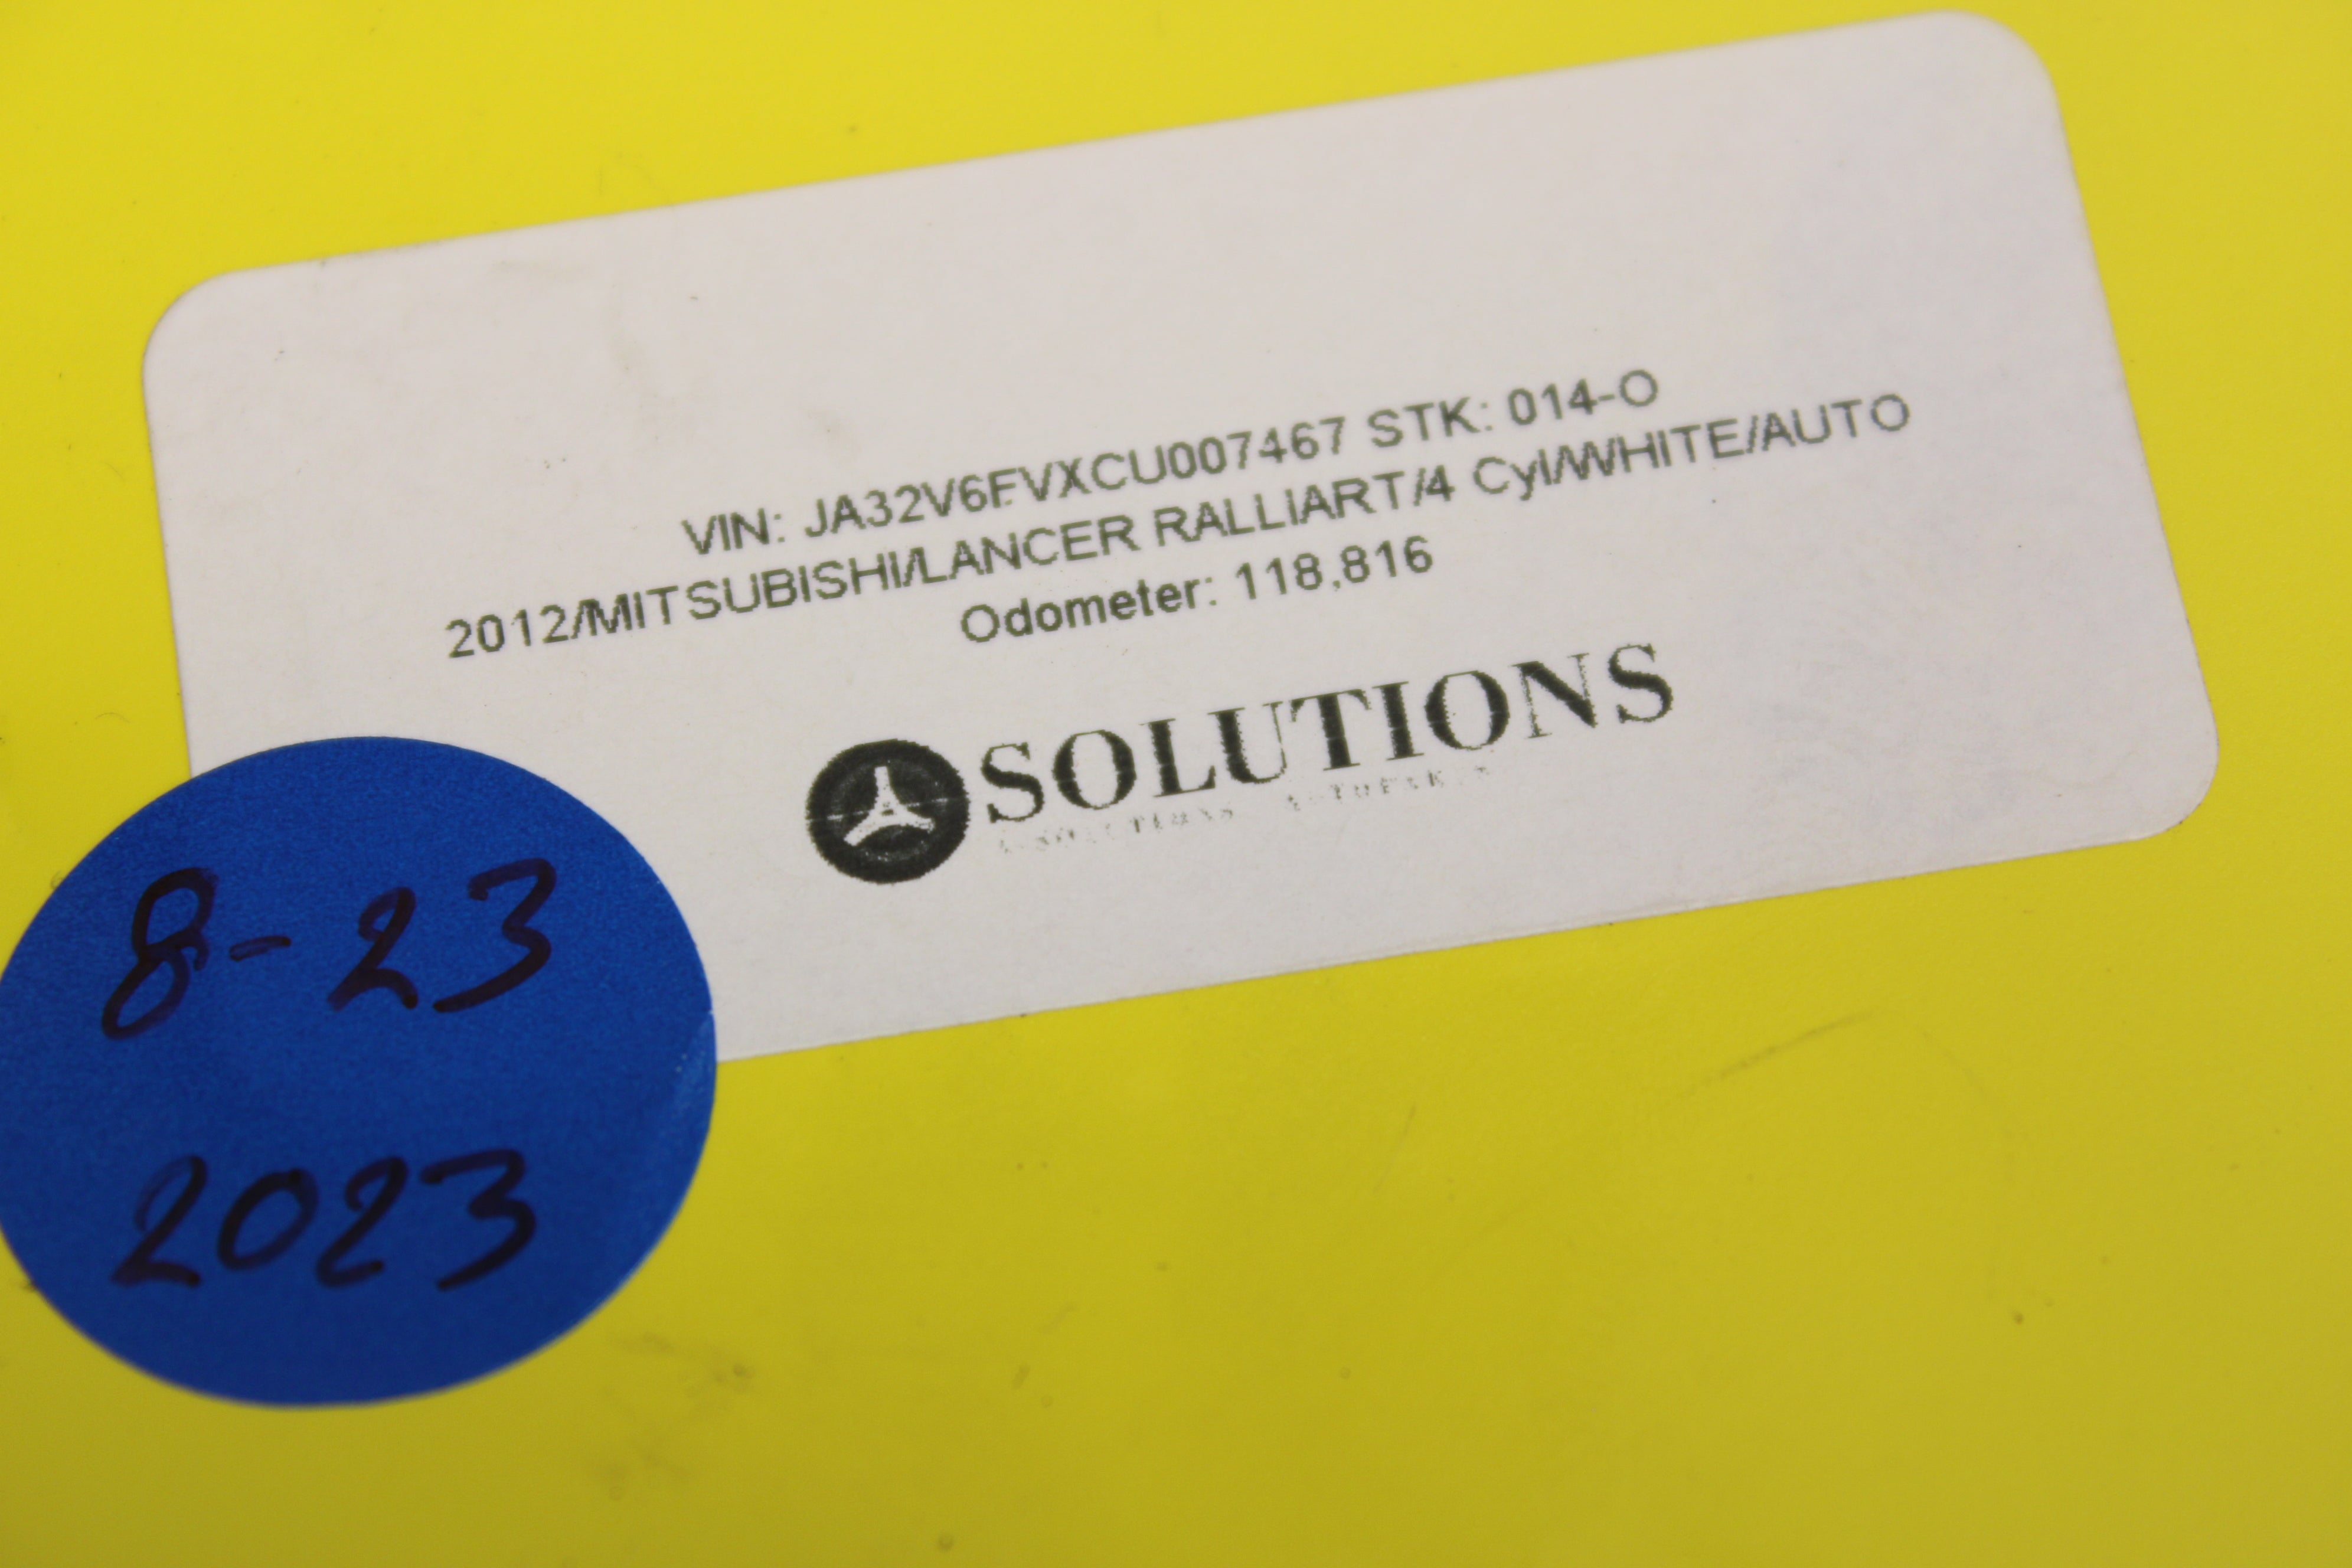 VIN: JA32V6FVXCU007467 STK: 014-O
2012/MITSUBISHI/LANCER RALLIART/4 Cyl/WHITE/AUTO
Odometer: 118,816
SOLUTIONS
8-23
2023